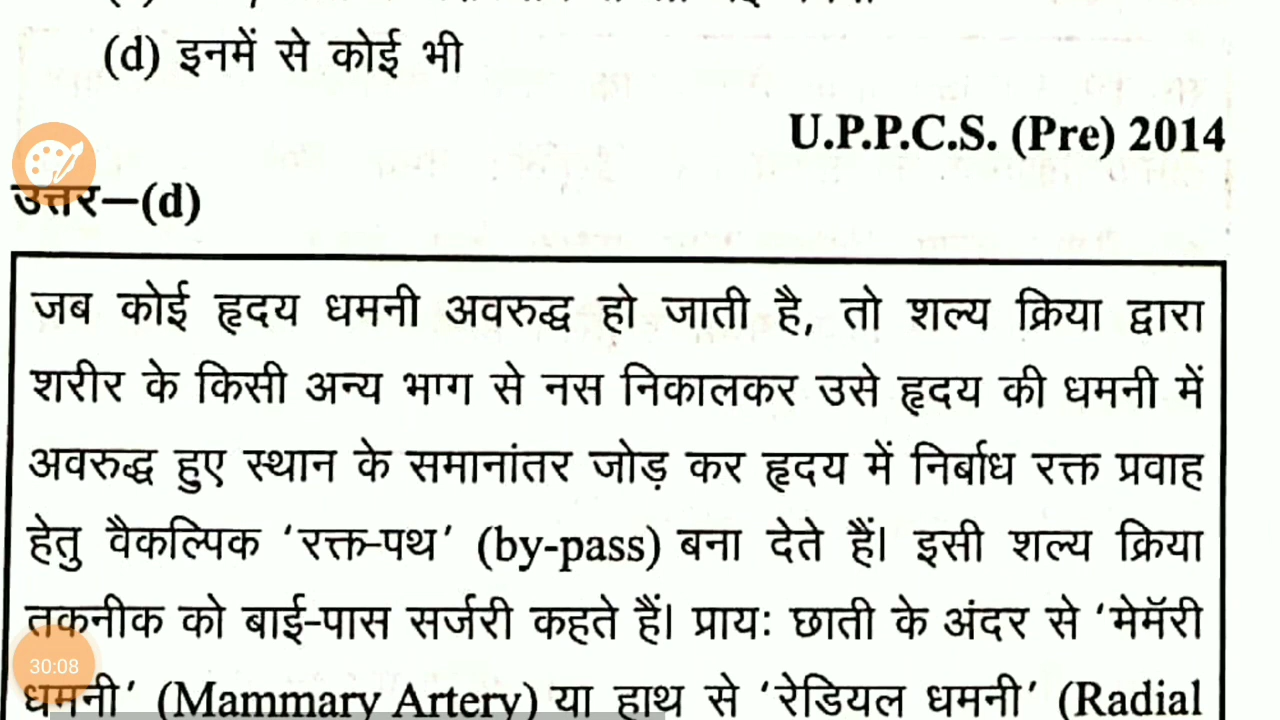 (d) इनमें से कोई भी
U.P.P.C.S. (Pre) 2014
उत्तर–(d)
जब कोई हृदय धमनी अवरुद्ध हो जाती है, तो शल्य क्रिया द्वारा
शरीर के किसी अन्य भाग से नस निकालकर उसे हृदय की धमनी में
अवरुद्ध हुए स्थान के समानांतर जोड़ कर हृदय में निर्बाध रक्त प्रवाह
हेतु वैकल्पिक ‘रक्त-पथ’ (by-pass) बना देते हैं। इसी शल्य क्रिया
तकनीक को बाई-पास सर्जरी कहते हैं। प्रायः छाती के अंदर से ‘मेमॅरी
30:08
धमनी’ (Mammary Artery) या हाथ से ‘रेडियल धमनी’ (Radial